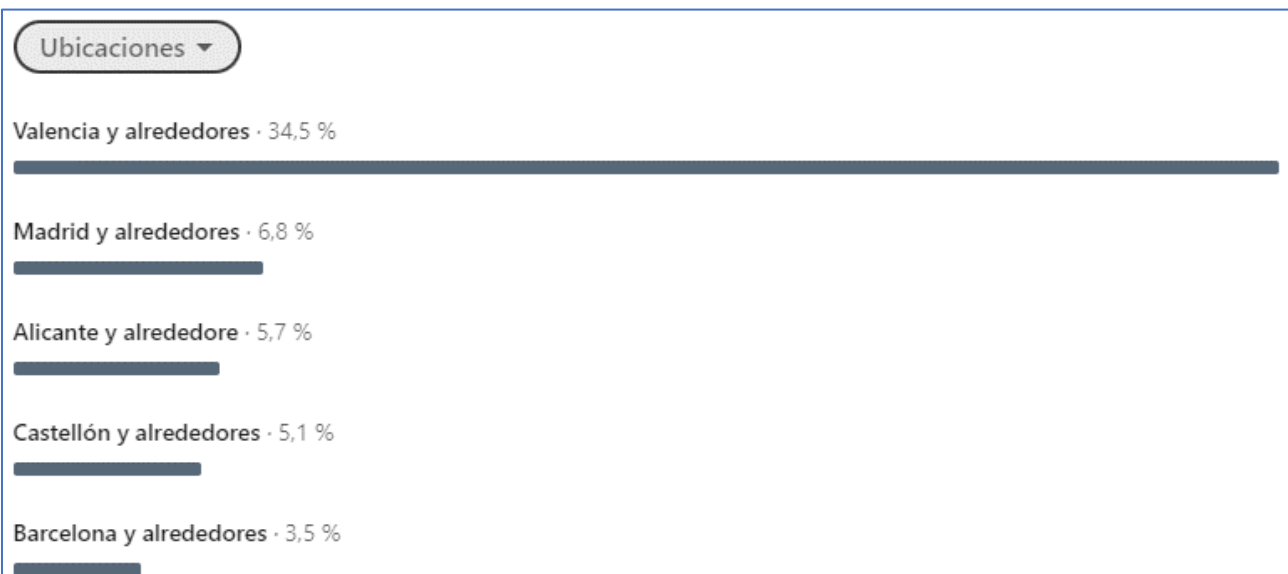 Ubicaciones
Valencia y alrededores · 34,5 %
Madrid y alrededores · 6,8 %
Alicante y alrededore · 5,7 %
Castellón y alrededores · 5,1 %
Barcelona y alrededores · 3,5 %